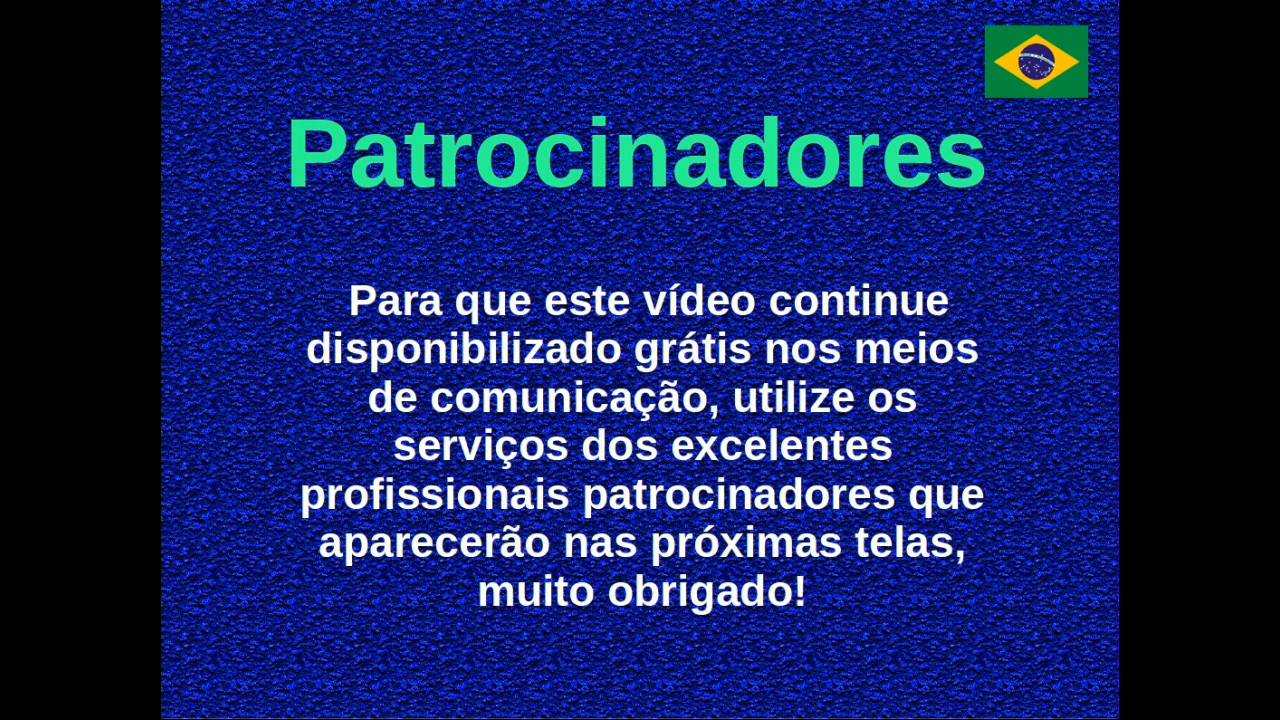 Patrocinadores
Para que este vídeo continue
disponibilizado grátis nos meios
de comunicação, utilize os
serviços dos excelentes
profissionais patrocinadores que
aparecerão nas próximas telas,
muito obrigado!